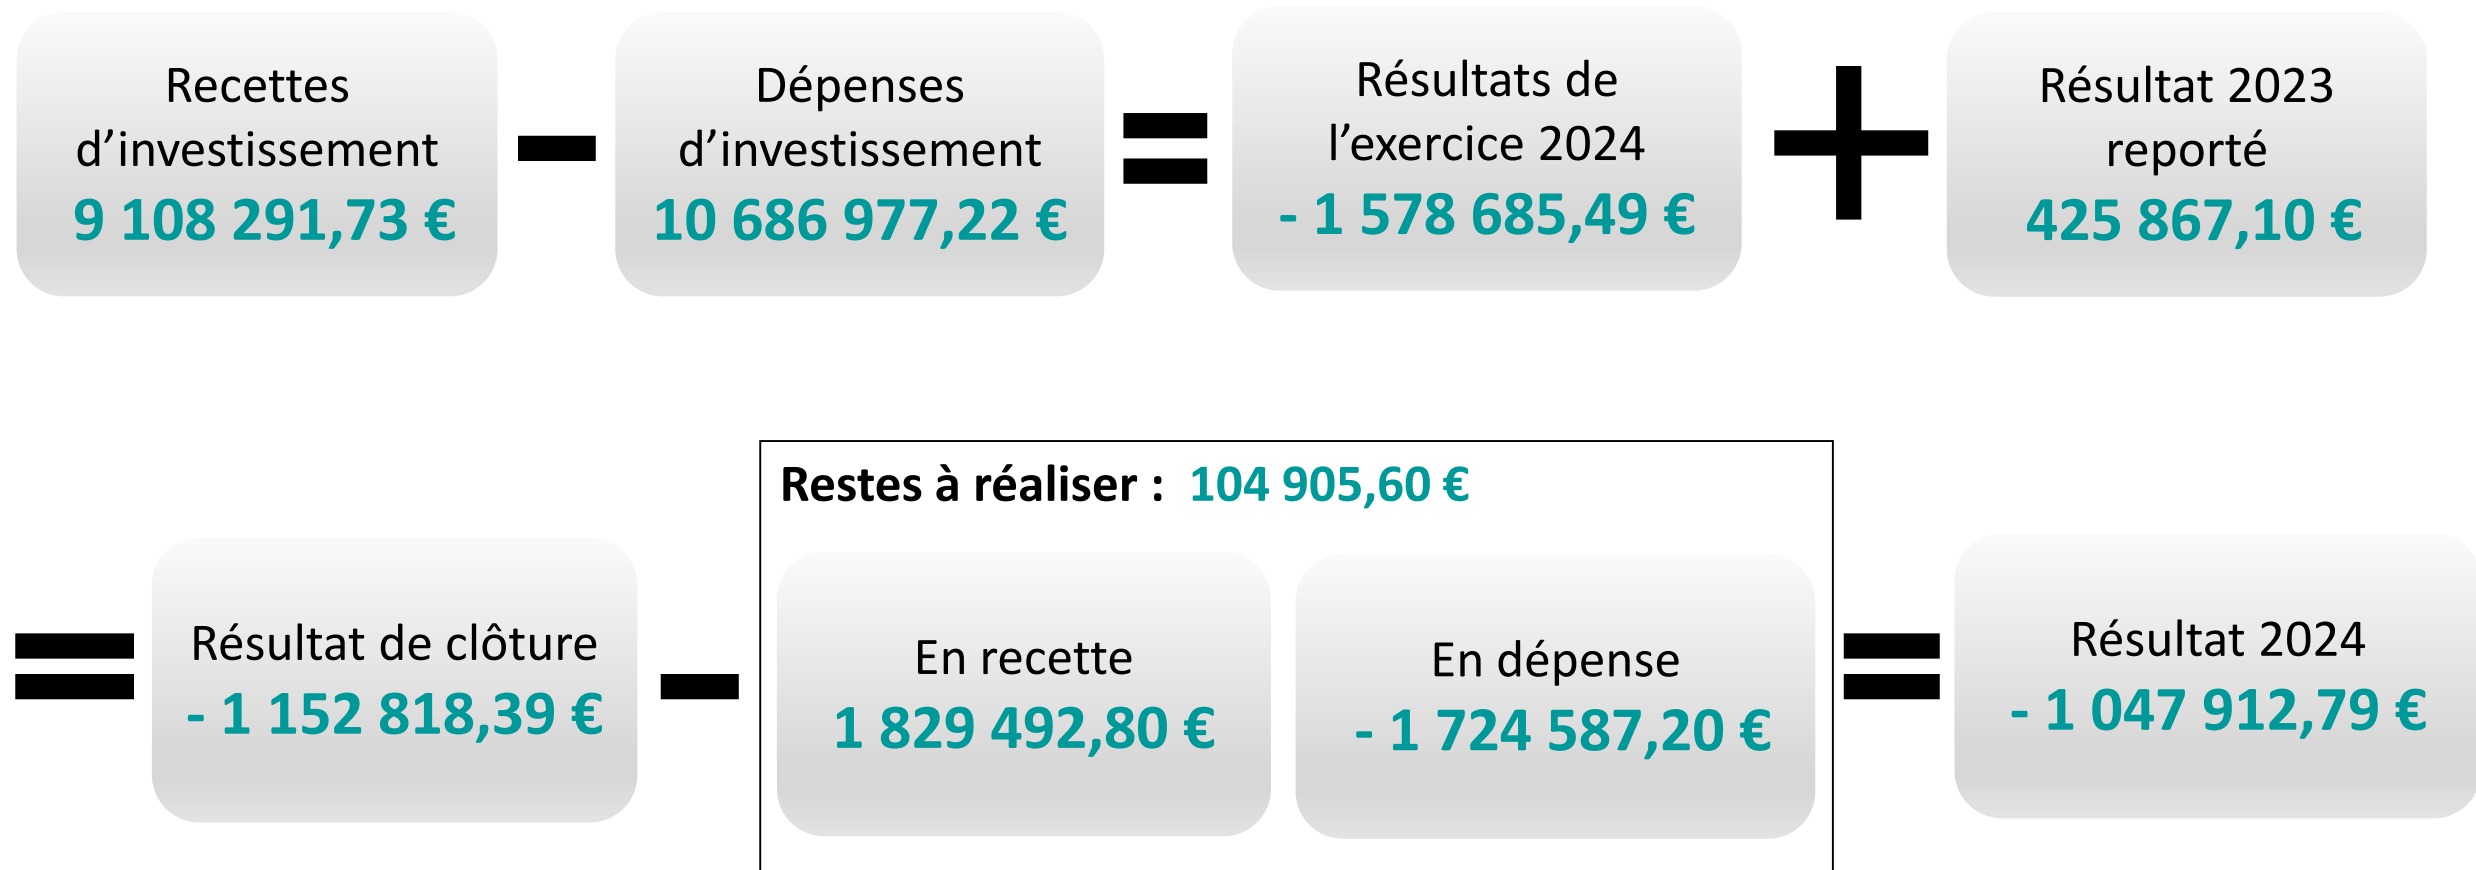 Recettes
d’investissement
9 108 291,73 €
-
Dépenses
d’investissement
10 686 977,22 €
=
Résultats de
l’exercice 2024
- 1 578 685,49 €
+
Résultat 2023
reporté
425 867,10 €
=
Résultat de clôture
- 1 152 818,39 €
-
Restes à réaliser : 104 905,60 €
En recette
1 829 492,80 €
En dépense
- 1 724 587,20 €
=
Résultat 2024
- 1 047 912,79 €